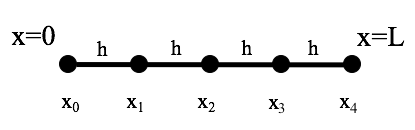 x=0 h h h h x=L
x₀ x₁ x₂ x₃ x₄